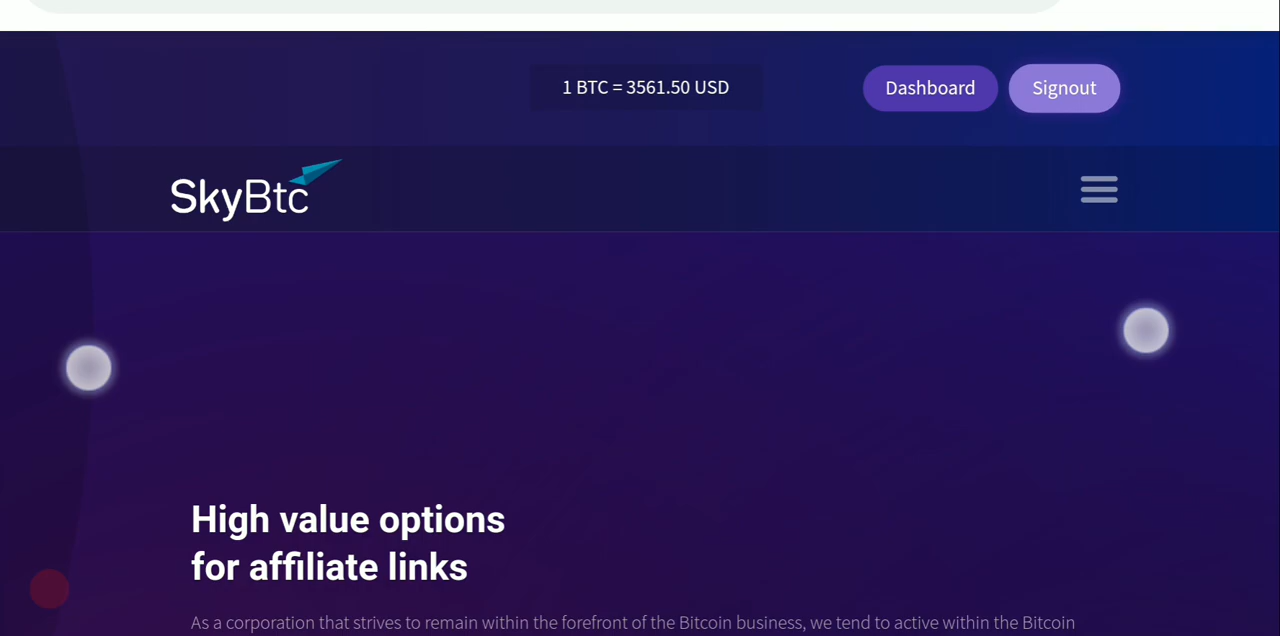 1 BTC = 3561.50 USD
Dashboard
Signout
SkyBtc
High value options
for affiliate links
As a corporation that strives to remain within the forefront of the Bitcoin business, we tend to active within the Bitcoin